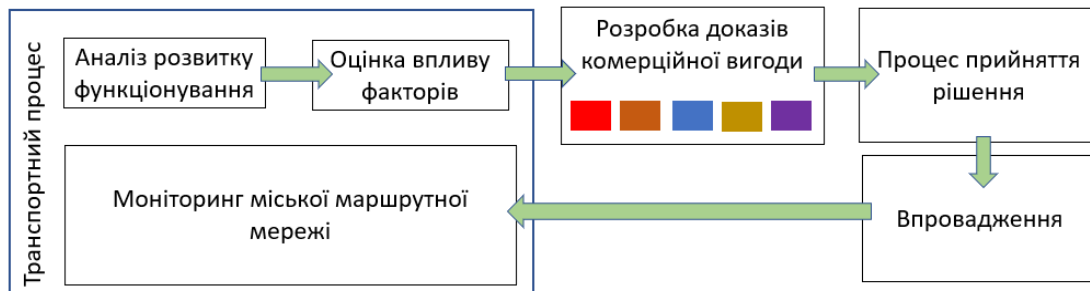 Транспортний процес
Аналіз розвитку
функціонування
Оцінка впливу
факторів
Розробка доказів
комерційної вигоди
Процес прийняття
рішення
Моніторинг міської маршрутної
мережі
Впровадження